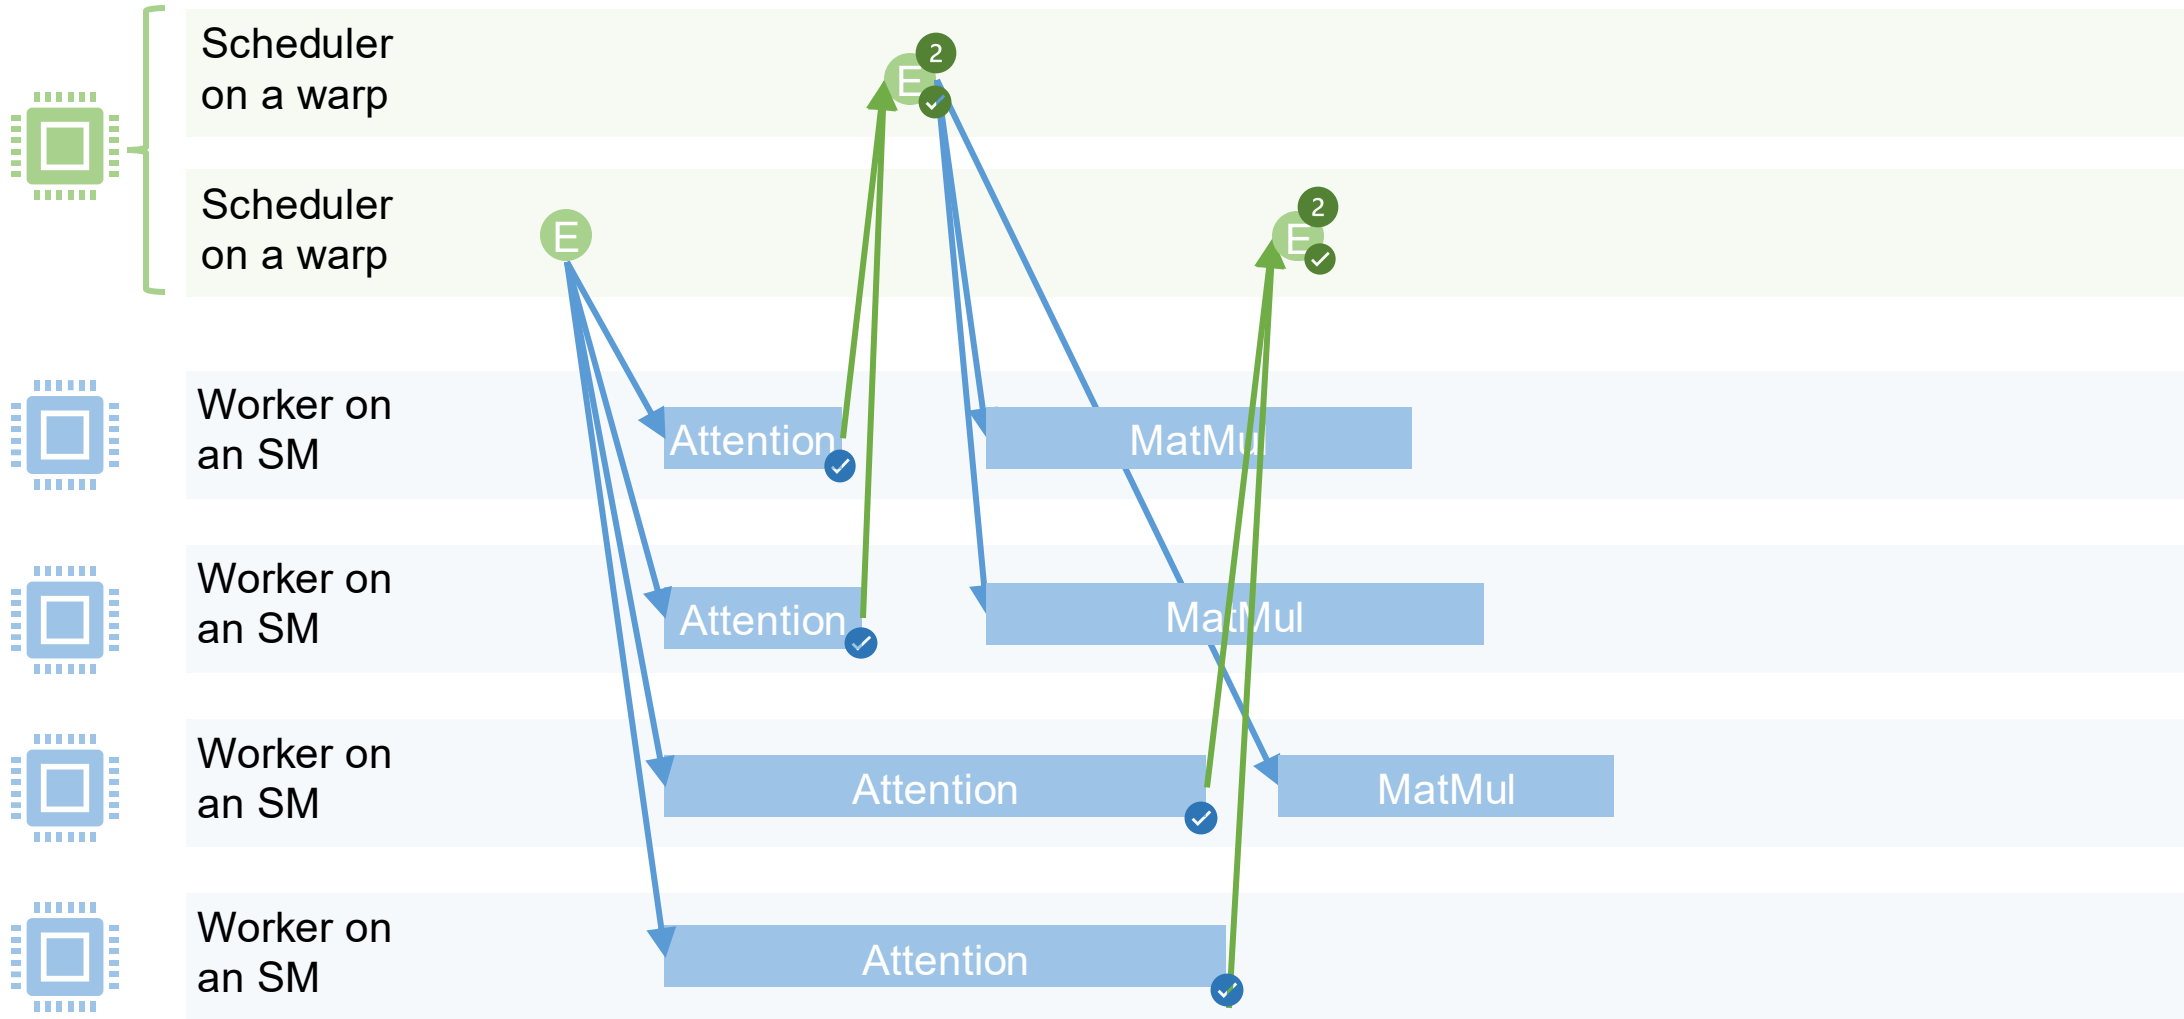 Scheduler
on a warp
E
2
Scheduler
on a warp
E
E
2
Worker on
an SM
Attention
MatMul
Worker on
an SM
Attention
MatMul
Worker on
an SM
Attention
MatMul
Worker on
an SM
Attention